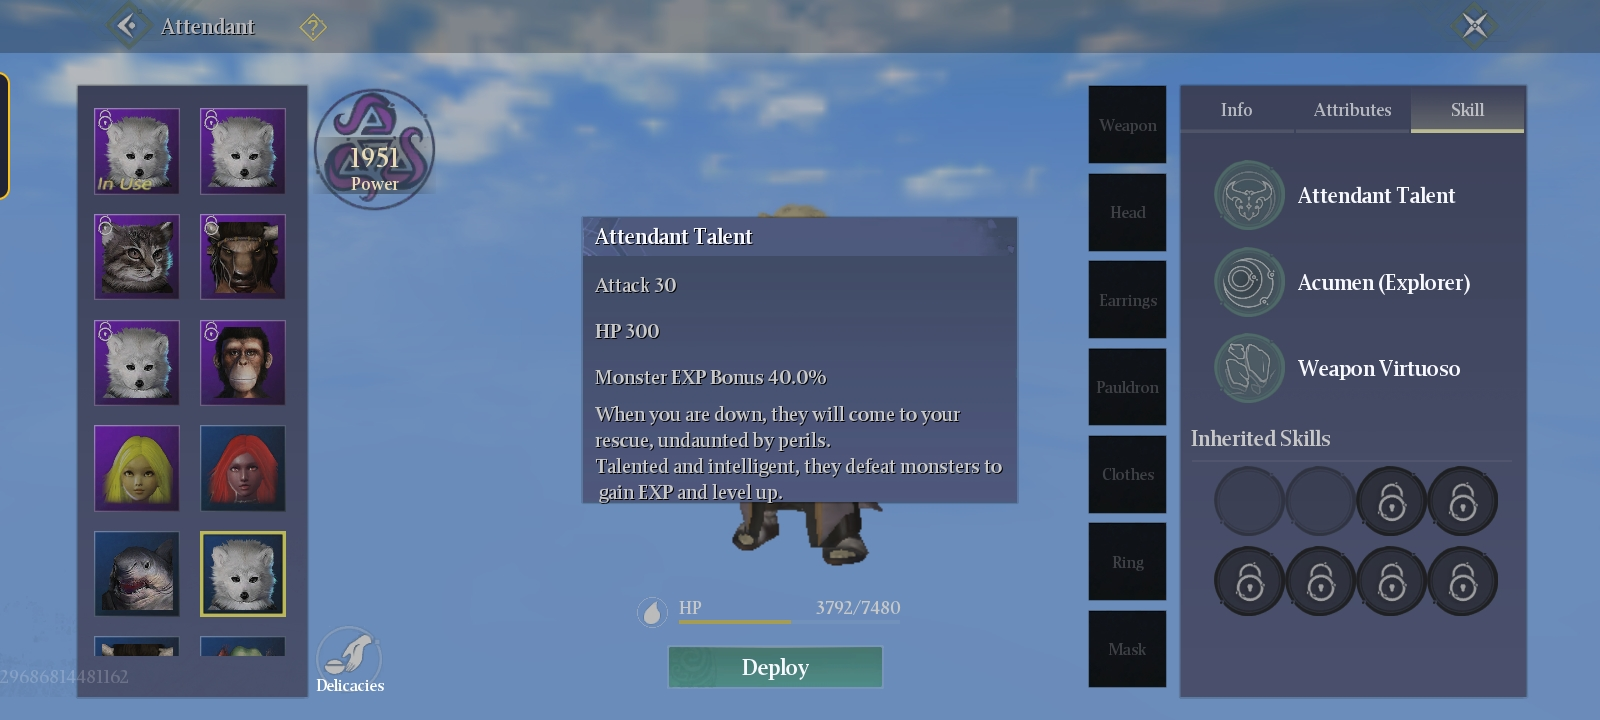 Attendant
?
In Use
1951
Power
Attendant Talent
Attack 30
HP 300
Monster EXP Bonus 40.0%
When you are down, they will come to your
rescue, undaunted by perils.
Talented and intelligent, they defeat monsters to
gain EXP and level up.
HP 3792/7480
Deploy
Delicacies
29686814481162
Weapon
Head
Earrings
Pauldron
Clothes
Ring
Mask
Info Attributes Skill
Attendant Talent
Acumen (Explorer)
Weapon Virtuoso
Inherited Skills